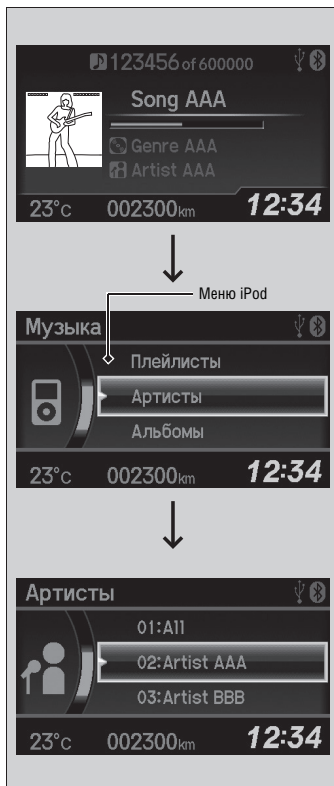 123456 of 600000
Song AAA
Genre AAA
Artist AAA
23°c 002300km 12:34
Меню iPod
Музыка
Плейлисты
Артисты
Альбомы
23°c 002300km 12:34
Артисты
01:All
02:Artist AAA
03:Artist BBB
23°c 002300km 12:34